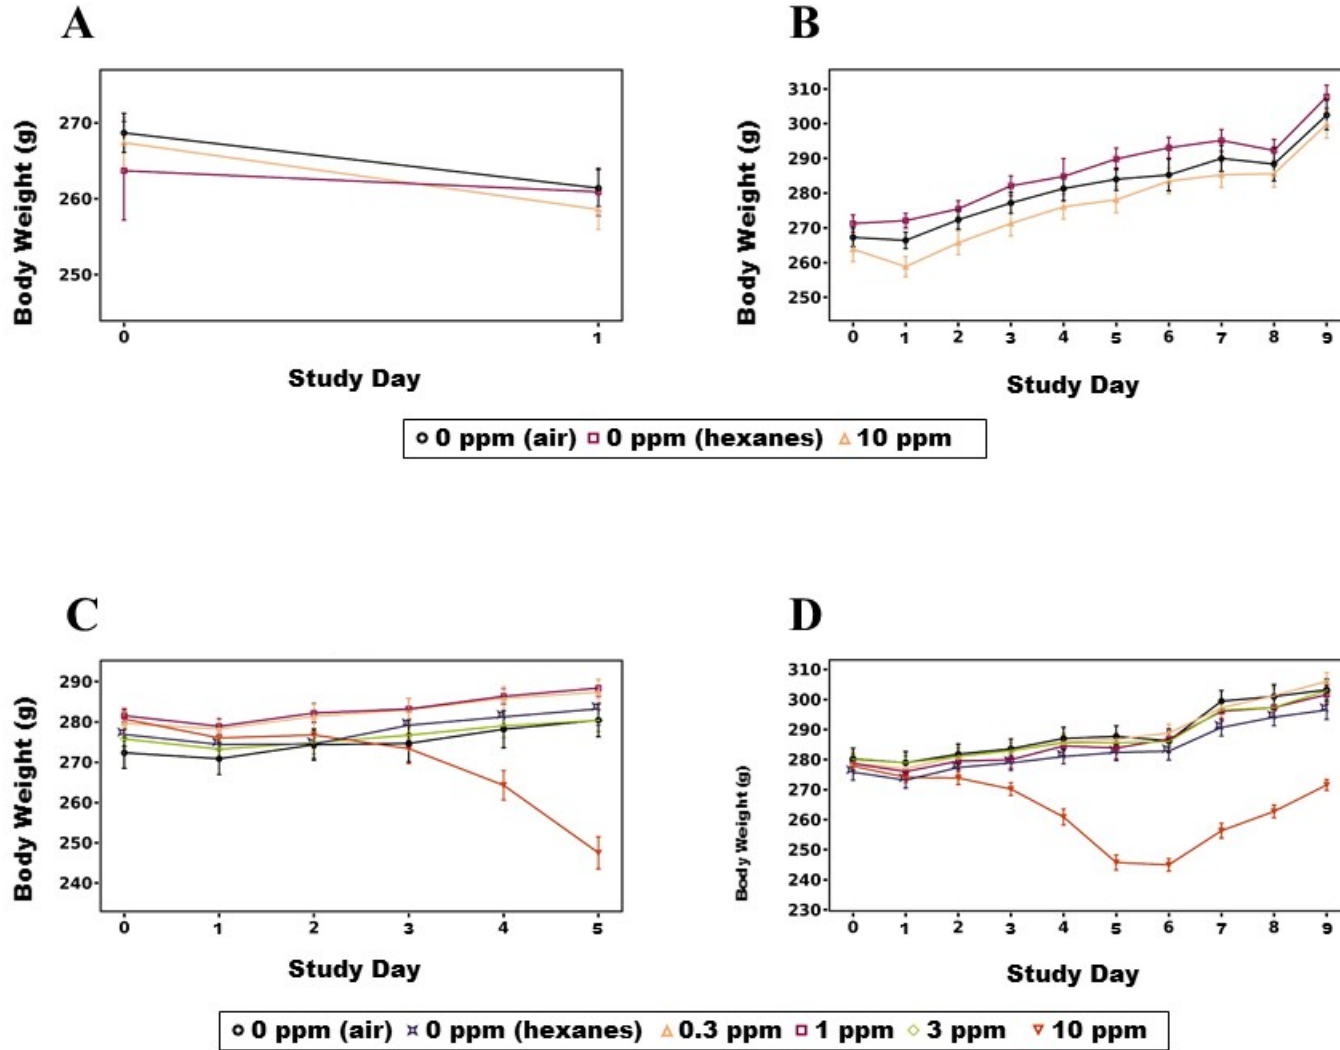 A
B
Body Weight (g)
270
260
250
0
1
Study Day
Body Weight (g)
310
300
290
280
270
260
250
0 1 2 3 4 5 6 7 8 9
Study Day
0 ppm (air) 0 ppm (hexanes) 10 ppm
C
D
Body Weight (g)
290
280
270
260
250
240
0 1 2 3 4 5
Study Day
Body Weight (g)
310
300
290
280
270
260
250
240
230
0 1 2 3 4 5 6 7 8 9
Study Day
0 ppm (air) 0 ppm (hexanes) 0.3 ppm 1 ppm 3 ppm 10 ppm